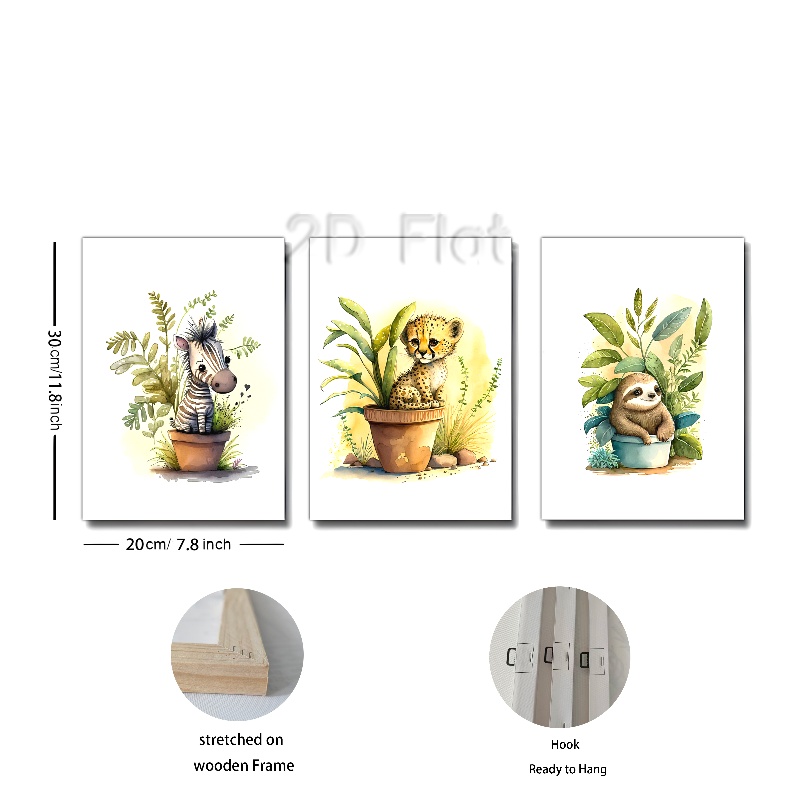 2D Flat
30cm/11.8inch
20cm/ 7.8 inch
stretched on
wooden Frame
Hook
Ready to Hang